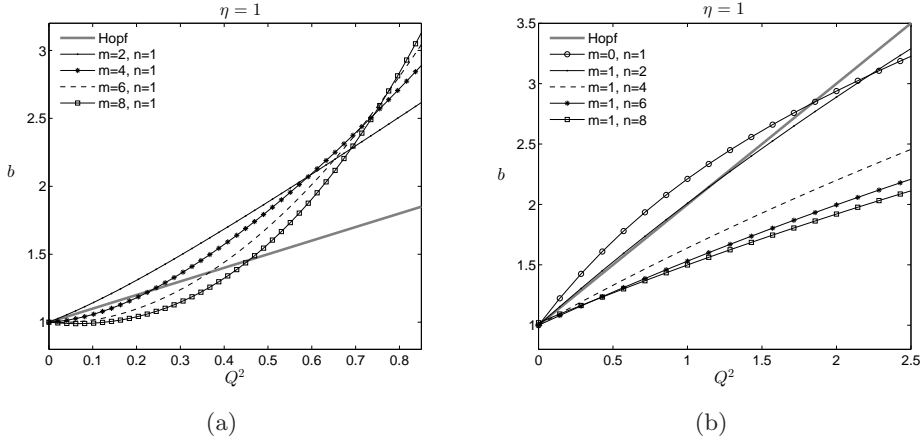 η = 1
Hopf
m=2, n=1
m=4, n=1
m=6, n=1
m=8, n=1
3
2.5
2
1.5
1
b
0 0.1 0.2 0.3 0.4 0.5 0.6 0.7 0.8
Q²
(a)
η = 1
Hopf
m=0, n=1
m=1, n=2
m=1, n=4
m=1, n=6
m=1, n=8
3.5
3
2.5
2
1.5
1
b
0 0.5 1 1.5 2 2.5
Q²
(b)